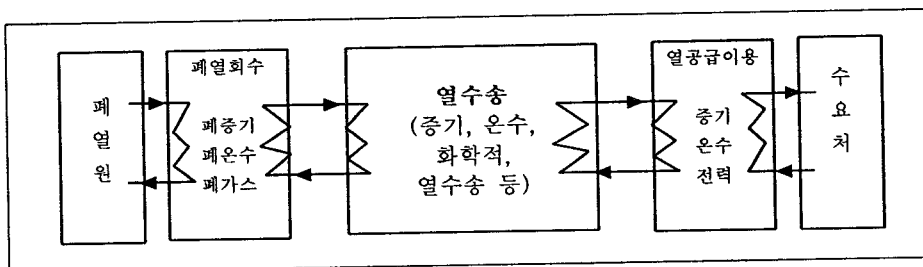 폐
열
원
폐열회수
폐증기
폐온수
폐가스
열수송
(증기, 온수,
화학적,
열수송 등)
열공급이용
증기
온수
전력
수
요
처